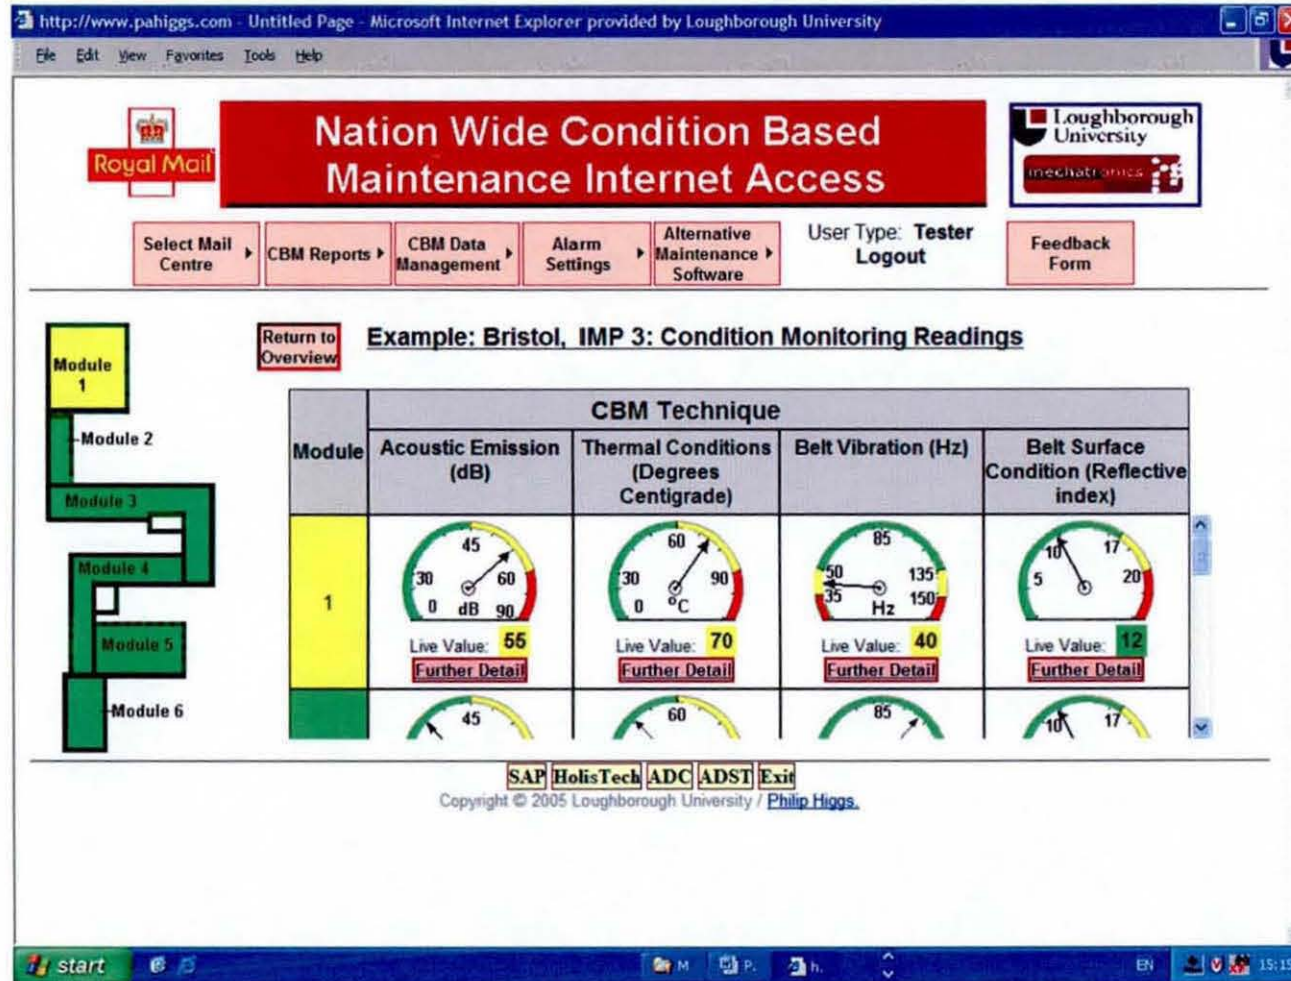 http://www.pahiggs.com - Untitled Page - Microsoft Internet Explorer provided by Loughborough University
File Edit View Favorites Tools Help
Royal Mail
Nation Wide Condition Based
Maintenance Internet Access
Loughborough
University
mechatronics
Select Mail
Centre
CBM Reports
CBM Data
Management
Alarm
Settings
Alternative
Maintenance
Software
User Type: Tester
Logout
Feedback
Form
Module
1
Module 2
Module 3
Module 4
Module 5
Module 6
Return to
Overview
Example: Bristol, IMP 3: Condition Monitoring Readings
Module
CBM Technique
Acoustic Emission
(dB)
Thermal Conditions
(Degrees
Centigrade)
Belt Vibration (Hz)
Belt Surface
Condition (Reflective
index)
1
45
30 60
0 dB 90
Live Value: 55
Further Detail
60
30 90
0 °C
Live Value: 70
Further Detail
85
50 135
35 Hz 150
Live Value: 40
Further Detail
10 17
5 20
Live Value: 12
Further Detail
45 60 85 10 17
SAP HolisTech ADC ADST Exit
Copyright © 2005 Loughborough University / Philip Higgs.
start M P. h. EN 15:15